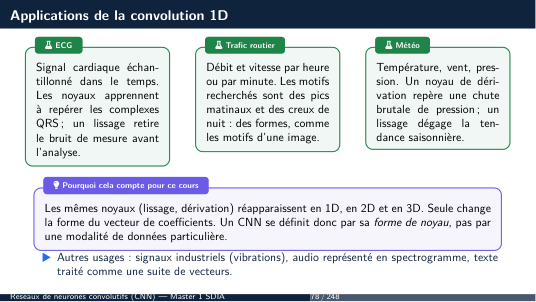 Applications de la convolution 1D
ECG
Signal cardiaque échan-
tillonné dans le temps.
Les noyaux apprennent
à repérer les complexes
QRS ; un lissage retire
le bruit de mesure avant
l'analyse.
Trafic routier
Débit et vitesse par heure
ou par minute. Les motifs
recherchés sont des pics
matinaux et des creux de
nuit : des formes, comme
les motifs d'une image.
Météo
Température, vent, pres-
sion. Un noyau de déri-
vation repère une chute
brutale de pression ; un
lissage dégage la ten-
dance saisonnière.
Pourquoi cela compte pour ce cours
Les mêmes noyaux (lissage, dérivation) réapparaissent en 1D, en 2D et en 3D. Seule change
la forme du vecteur de coefficients. Un CNN se définit donc par sa forme de noyau, pas par
une modalité de données particulière.
Autres usages : signaux industriels (vibrations), audio représenté en spectrogramme, texte
traité comme une suite de vecteurs.
Réseaux de neurones convolutifs (CNN) — Master 1 SDIA
78 / 248